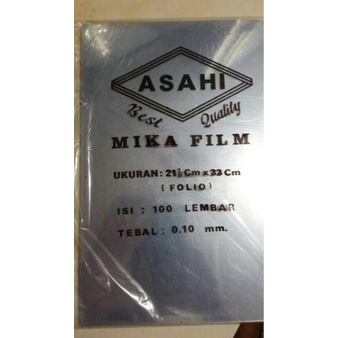 ASAHI
Best Quality
MIKA FILM
UKURAN: 21½ Cm x 33 Cm
(FOLIO)
ISI : 100 LEMBAR
TEBAL: 0.10 mm.